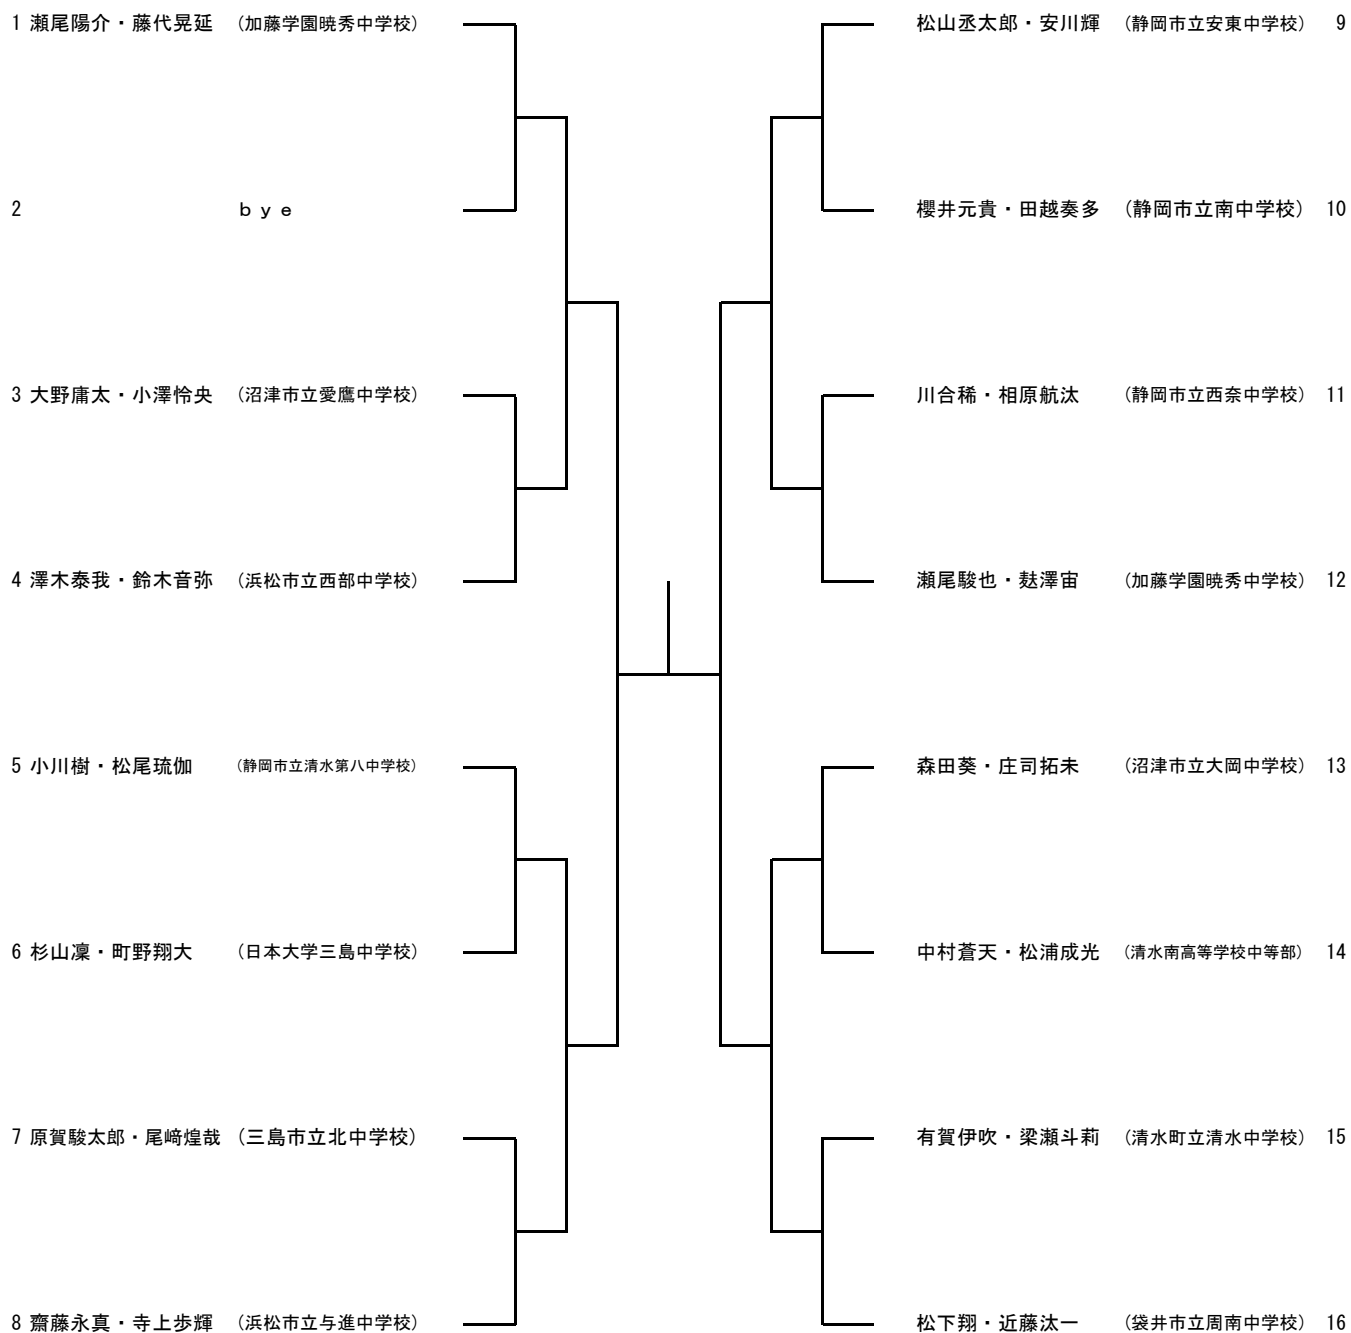 1 瀬尾陽介・藤代晃延 (加藤学園暁秀中学校)
2 ｂｙｅ
3 大野庸太・小澤怜央 (沼津市立愛鷹中学校)
4 澤木泰我・鈴木音弥 (浜松市立西部中学校)
5 小川樹・松尾琉伽 (静岡市立清水第八中学校)
6 杉山凜・町野翔大 (日本大学三島中学校)
7 原賀駿太郎・尾﨑煌哉 (三島市立北中学校)
8 齋藤永真・寺上歩輝 (浜松市立与進中学校)
松山丞太郎・安川輝 (静岡市立安東中学校) 9
櫻井元貴・田越奏多 (静岡市立南中学校) 10
川合稀・相原航汰 (静岡市立西奈中学校) 11
瀬尾駿也・麸澤宙 (加藤学園暁秀中学校) 12
森田葵・庄司拓未 (沼津市立大岡中学校) 13
中村蒼天・松浦成光 (清水南高等学校中等部) 14
有賀伊吹・梁瀬斗莉 (清水町立清水中学校) 15
松下翔・近藤汰一 (袋井市立周南中学校) 16